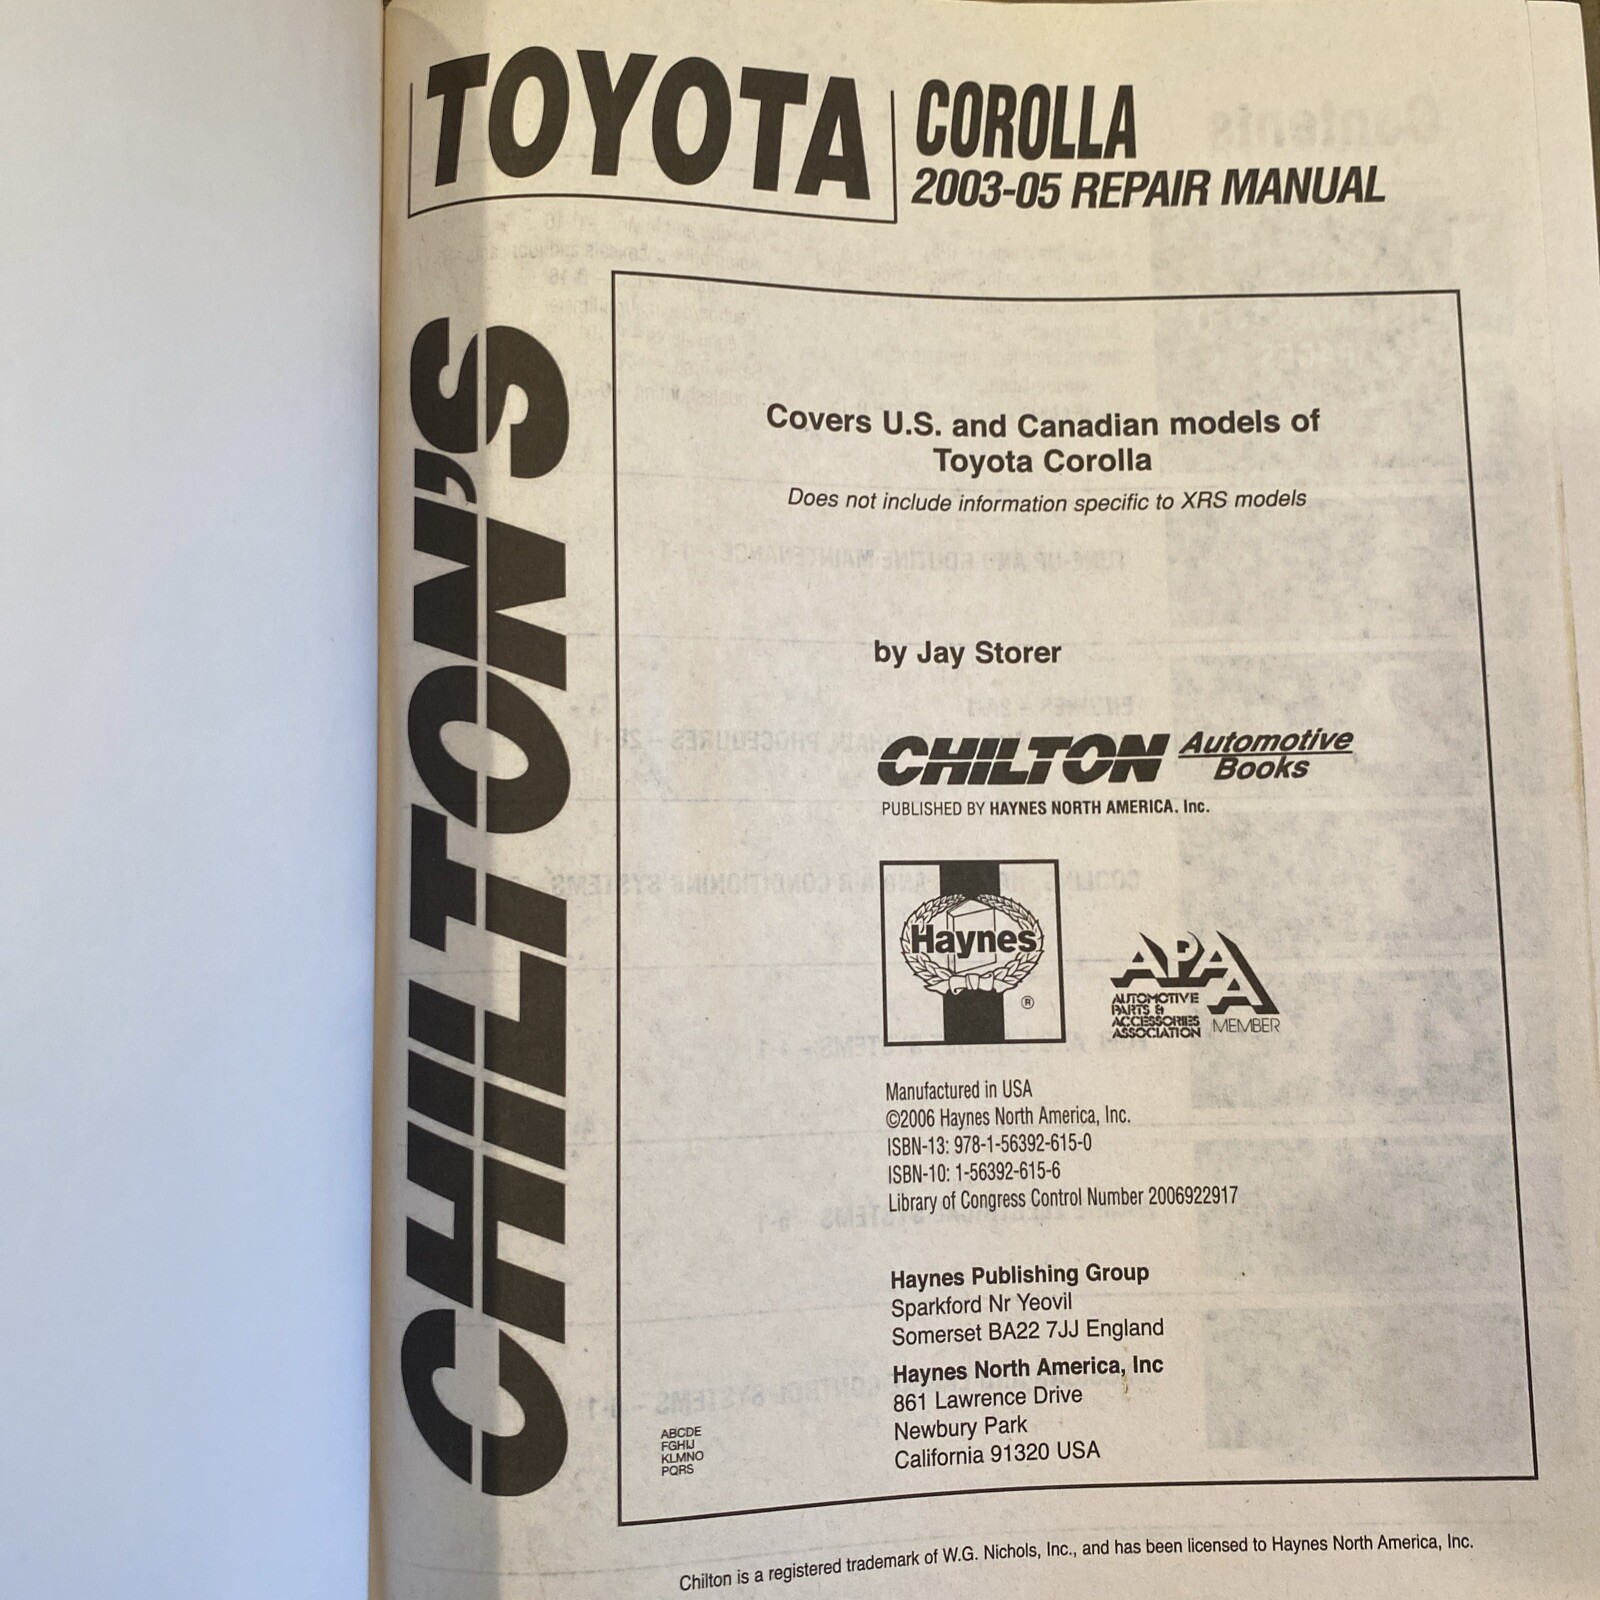 TOYOTA
COROLLA
2003-05 REPAIR MANUAL
CHILTON'S
Covers U.S. and Canadian models of
Toyota Corolla
Does not include information specific to XRS models
by Jay Storer
CHILTON Automotive Books
PUBLISHED BY HAYNES NORTH AMERICA. Inc.
Haynes
®
APAA
AUTOMOTIVE
PARTS &
ACCESSORIES
ASSOCIATION MEMBER
Manufactured in USA
©2006 Haynes North America, Inc.
ISBN-13: 978-1-56392-615-0
ISBN-10: 1-56392-615-6
Library of Congress Control Number 2006922917
Haynes Publishing Group
Sparkford Nr Yeovil
Somerset BA22 7JJ England
Haynes North America, Inc
861 Lawrence Drive
Newbury Park
California 91320 USA
ABCDE
FGHIJ
KLMNO
PQRS
Chilton is a registered trademark of W.G. Nichols, Inc., and has been licensed to Haynes North America, Inc.